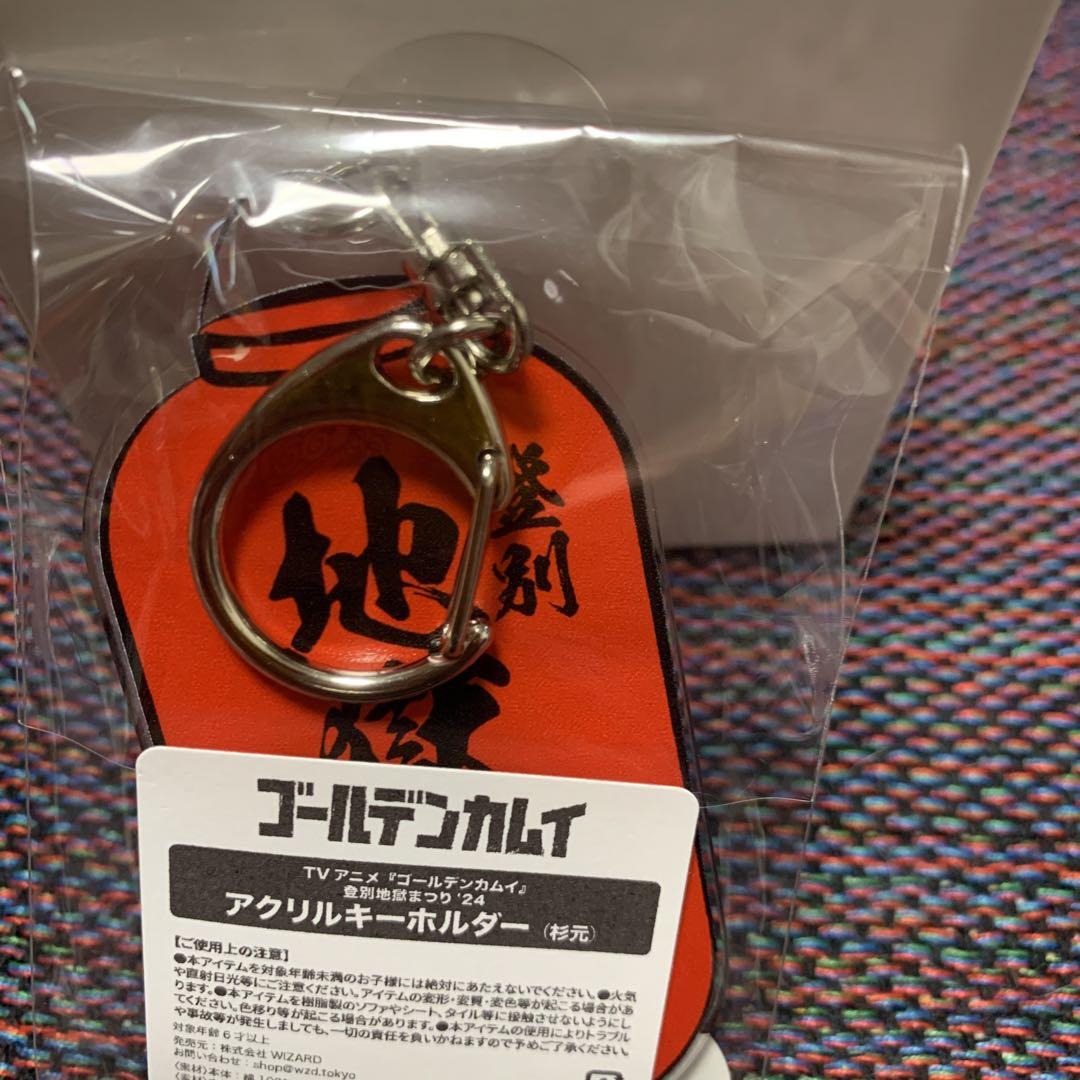 登別
地獄
ゴールデンカムイ
TVアニメ『ゴールデンカムイ』
登別地獄まつり '24
アクリルキーホルダー（杉元）
【ご使用上の注意】
●本アイテムを対象年齢未満のお子様には絶対にあたえないでください。●火気
や直射日光等にご注意ください。アイテムの変形・変質・変色等が起こる場合があ
ります。●本アイテムを樹脂製のソファやシート、タイル等に接触させないようにし
てください。色移り等が起こる場合があります。●本アイテムの使用によりトラブル
や事故等が発生しましても、一切の責任を負いかねますので予めご了承ください。
対象年齢 6才以上
発売元：株式会社 WIZARD
お問い合わせ：shop@wzd.tokyo